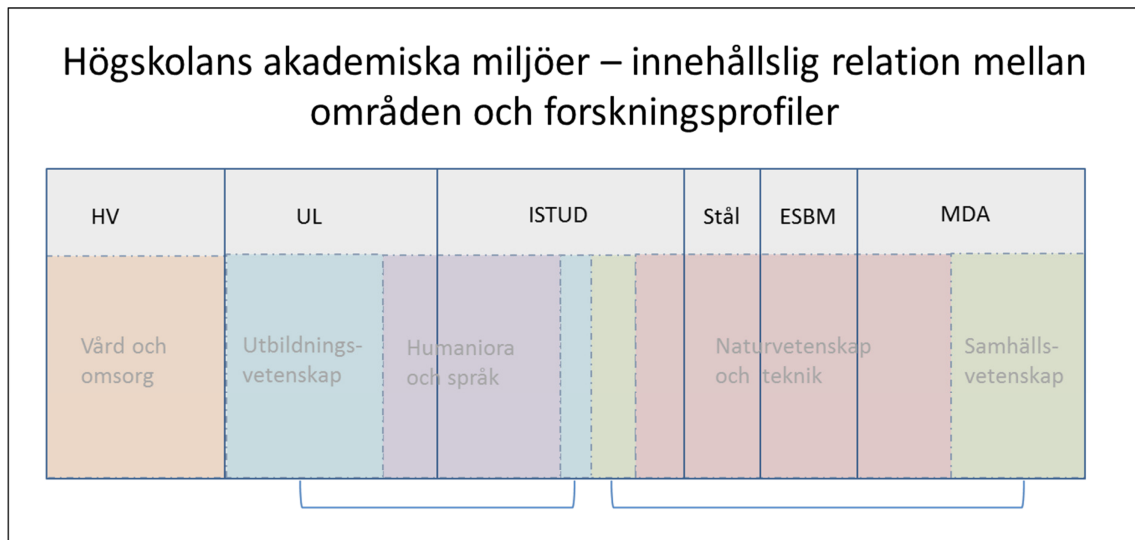 Högskolans akademiska miljöer – innehållslig relation mellan
områden och forskningsprofiler
HV UL ISTUD Stål ESBM MDA
Vård och
omsorg
Utbildnings-
vetenskap
Humaniora
och språk
Naturvetenskap
och teknik
Samhälls-
vetenskap